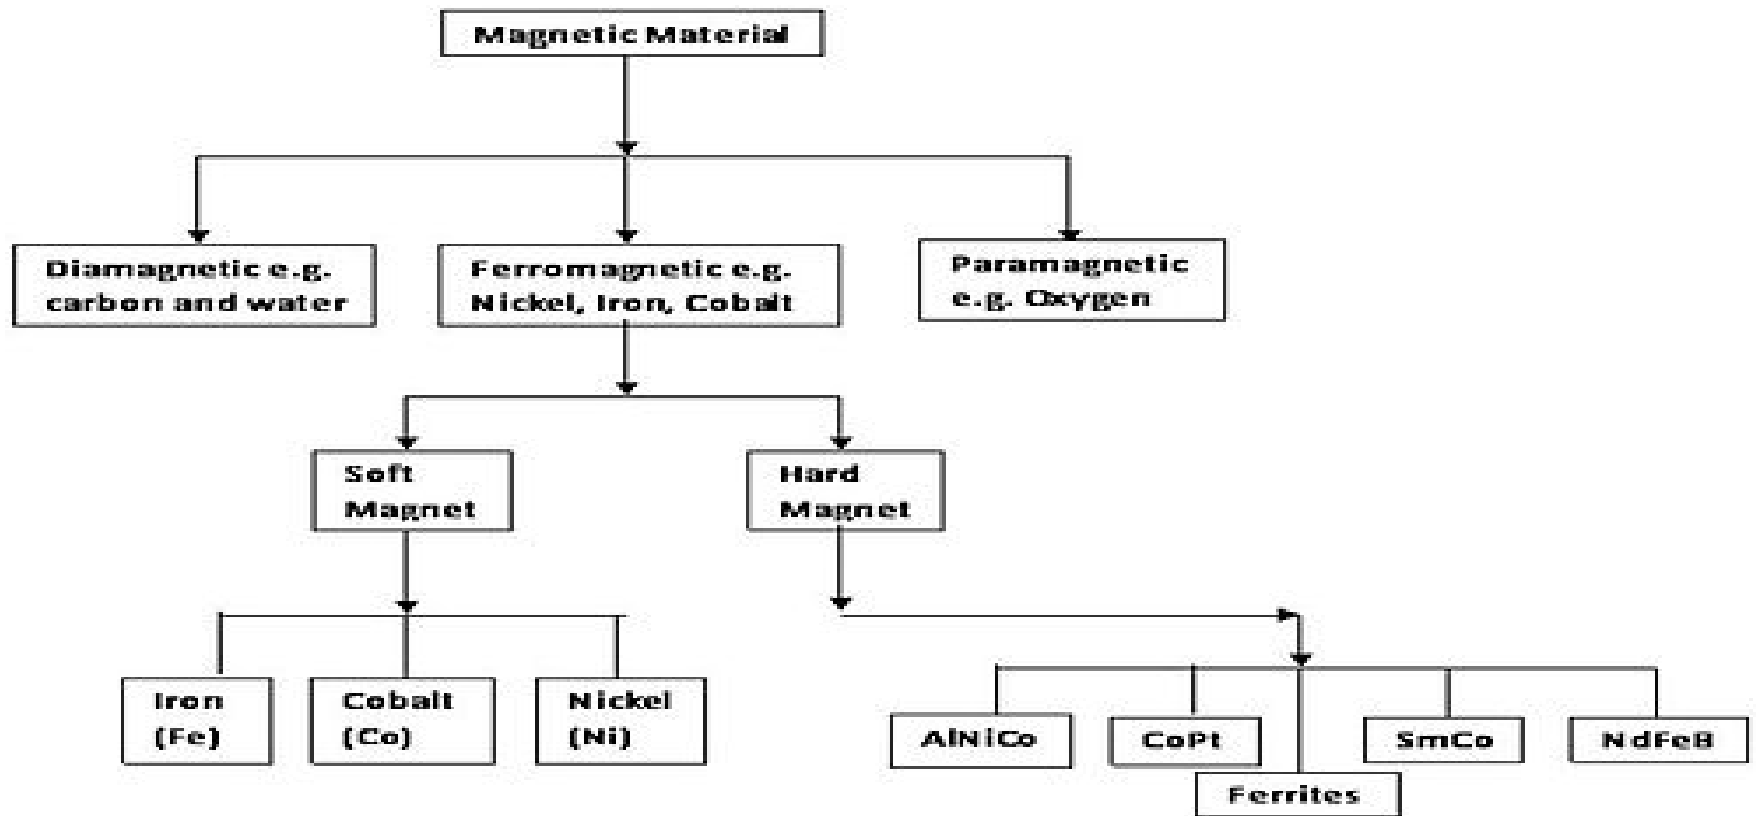 Magnetic Material
Diamagnetic e.g.
carbon and water
Ferromagnetic e.g.
Nickel, Iron, Cobalt
Paramagnetic
e.g. Oxygen
Soft
Magnet
Hard
Magnet
Iron
(Fe)
Cobalt
(Co)
Nickel
(Ni)
AlNiCo
CoPt
Ferrites
SmCo
NdFeB